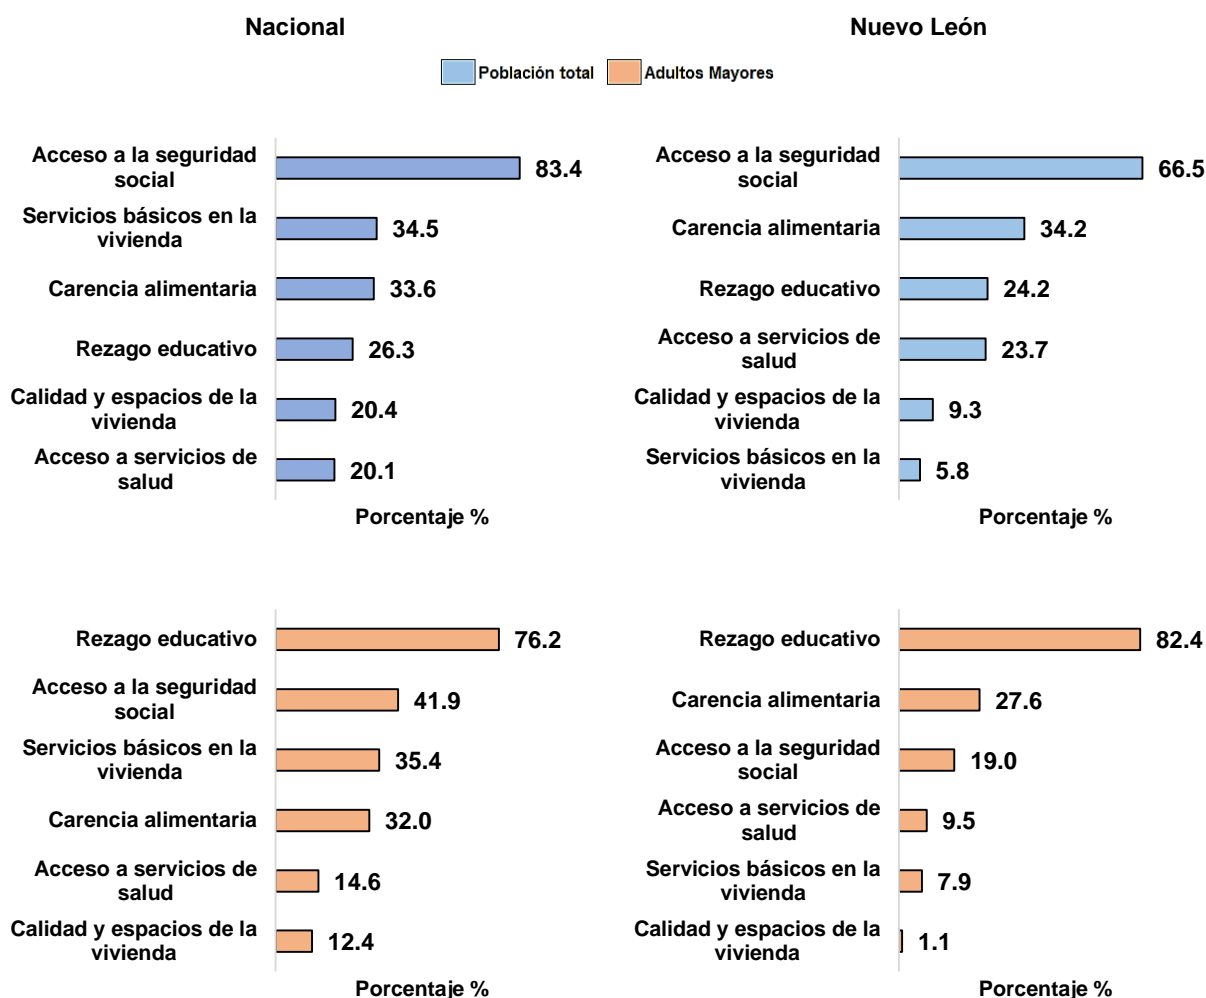 Nacional
Nuevo León
Población total
Adultos Mayores
Acceso a la seguridad
social
83.4
Servicios básicos en la
vivienda
34.5
Carencia alimentaria
33.6
Rezago educativo
26.3
Calidad y espacios de la
vivienda
20.4
Acceso a servicios de
salud
20.1
Porcentaje %
Acceso a la seguridad
social
66.5
Carencia alimentaria
34.2
Rezago educativo
24.2
Acceso a servicios de
salud
23.7
Calidad y espacios de la
vivienda
9.3
Servicios básicos en la
vivienda
5.8
Porcentaje %
Rezago educativo
76.2
Acceso a la seguridad
social
41.9
Servicios básicos en la
vivienda
35.4
Carencia alimentaria
32.0
Acceso a servicios de
salud
14.6
Calidad y espacios de la
vivienda
12.4
Porcentaje %
Rezago educativo
82.4
Carencia alimentaria
27.6
Acceso a la seguridad
social
19.0
Acceso a servicios de
salud
9.5
Servicios básicos en la
vivienda
7.9
Calidad y espacios de la
vivienda
1.1
Porcentaje %